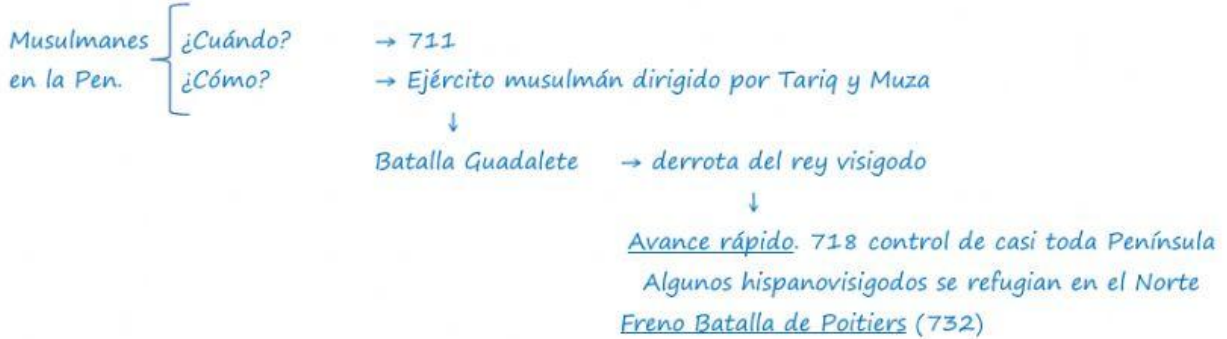 Musulmanes ¿Cuándo? → 711
en la Pen. ¿Cómo? → Ejército musulmán dirigido por Tariq y Muza
↓
Batalla Guadalete → derrota del rey visigodo
↓
Avance rápido. 718 control de casi toda Península
Algunos hispanovisigodos se refugian en el Norte
Freno Batalla de Poitiers (732)